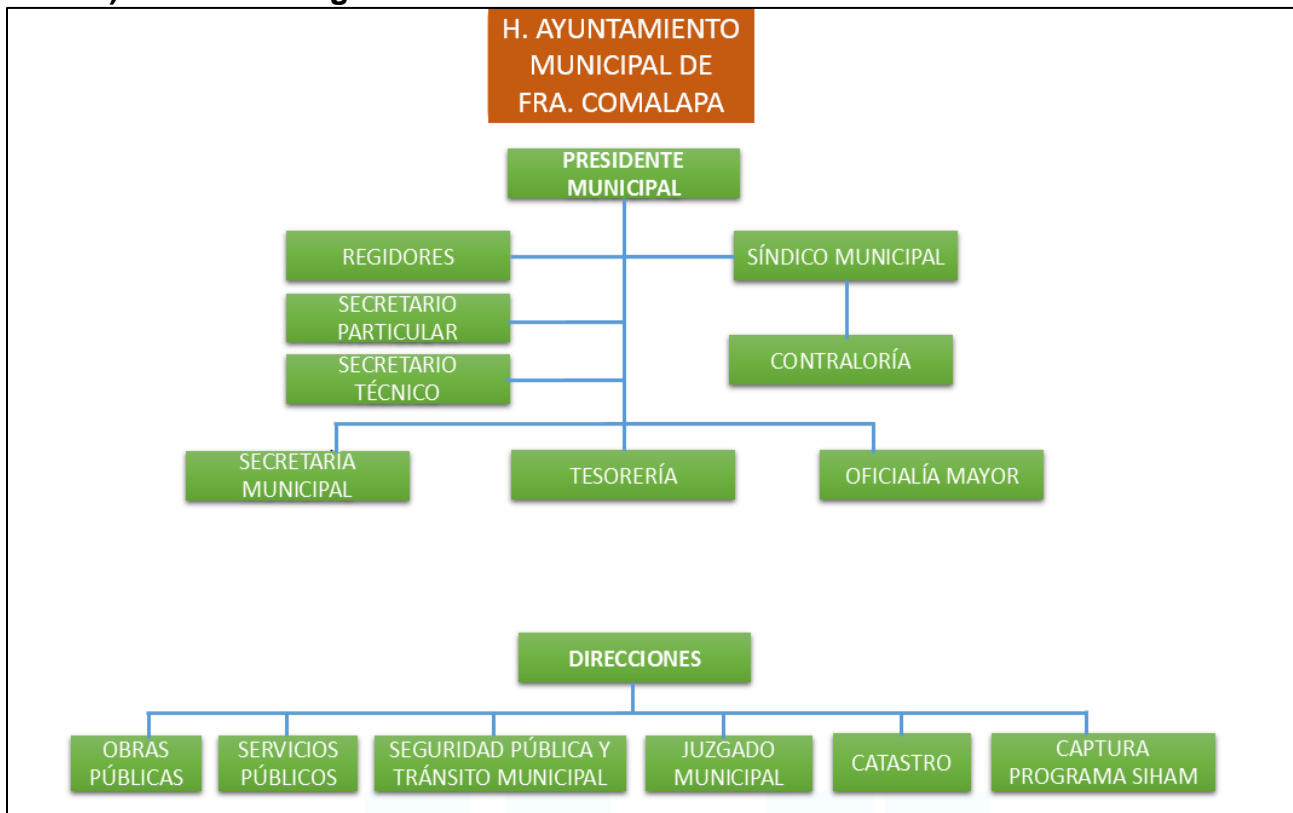 H. AYUNTAMIENTO
MUNICIPAL DE
FRA. COMALAPA
PRESIDENTE
MUNICIPAL
REGIDORES
SÍNDICO MUNICIPAL
SECRETARIO
PARTICULAR
CONTRALORÍA
SECRETARIO
TÉCNICO
SECRETARÍA
MUNICIPAL
TESORERÍA
OFICIALÍA MAYOR
DIRECCIONES
OBRAS
PÚBLICAS
SERVICIOS
PÚBLICOS
SEGURIDAD PÚBLICA Y
TRÁNSITO MUNICIPAL
JUZGADO
MUNICIPAL
CATASTRO
CAPTURA
PROGRAMA SIHAM